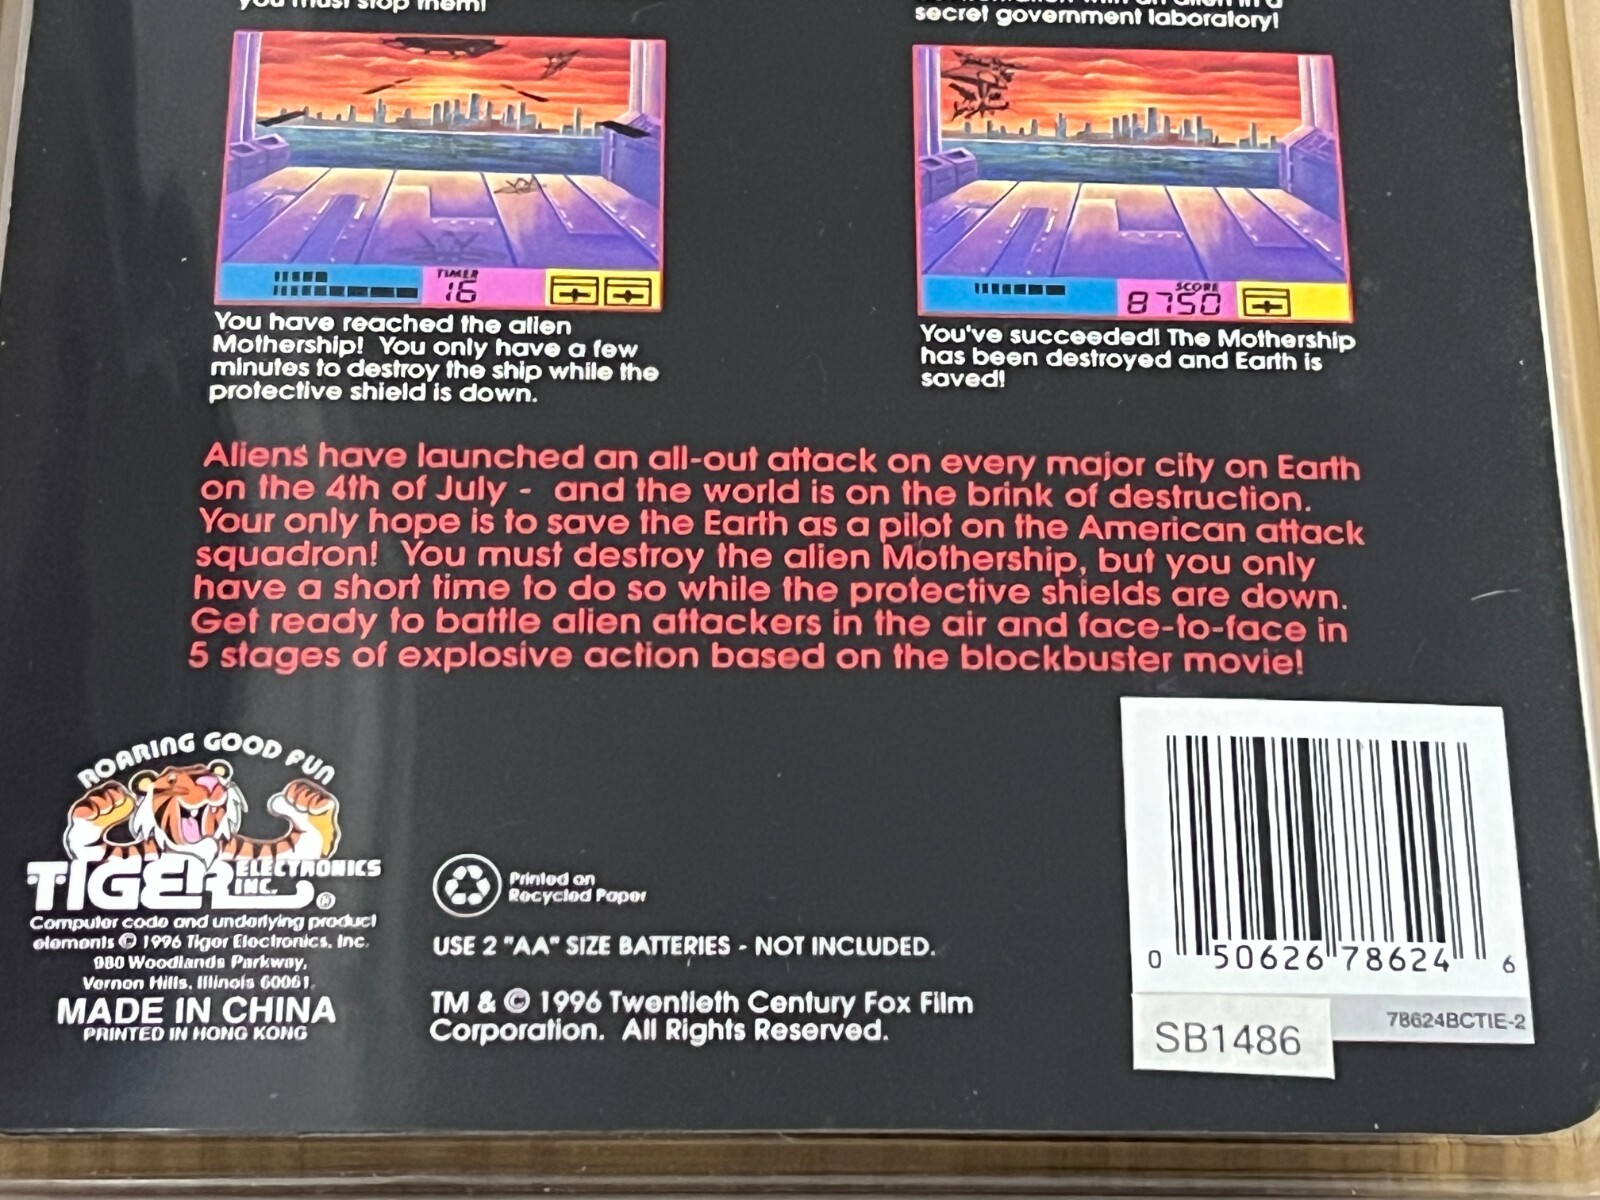 you must stop them!
secret government laboratory!
TIMER
16
SCORE
8750
You have reached the alien
Mothership! You only have a few
minutes to destroy the ship while the
protective shield is down.
You've succeeded! The Mothership
has been destroyed and Earth is
saved!
Aliens have launched an all-out attack on every major city on Earth
on the 4th of July - and the world is on the brink of destruction.
Your only hope is to save the Earth as a pilot on the American attack
squadron! You must destroy the alien Mothership, but you only
have a short time to do so while the protective shields are down.
Get ready to battle alien attackers in the air and face-to-face in
5 stages of explosive action based on the blockbuster movie!
ROARING GOOD FUN
TIGER ELECTRONICS
INC. ®
Computer code and underlying product
elements © 1996 Tiger Electronics, Inc.
980 Woodlands Parkway,
Vernon Hills, Illinois 60061.
MADE IN CHINA
PRINTED IN HONG KONG
Printed on
Recycled Paper
USE 2 "AA" SIZE BATTERIES - NOT INCLUDED.
TM & © 1996 Twentieth Century Fox Film
Corporation. All Rights Reserved.
0 50626 78624 6
78624BCTIE-2
SB1486